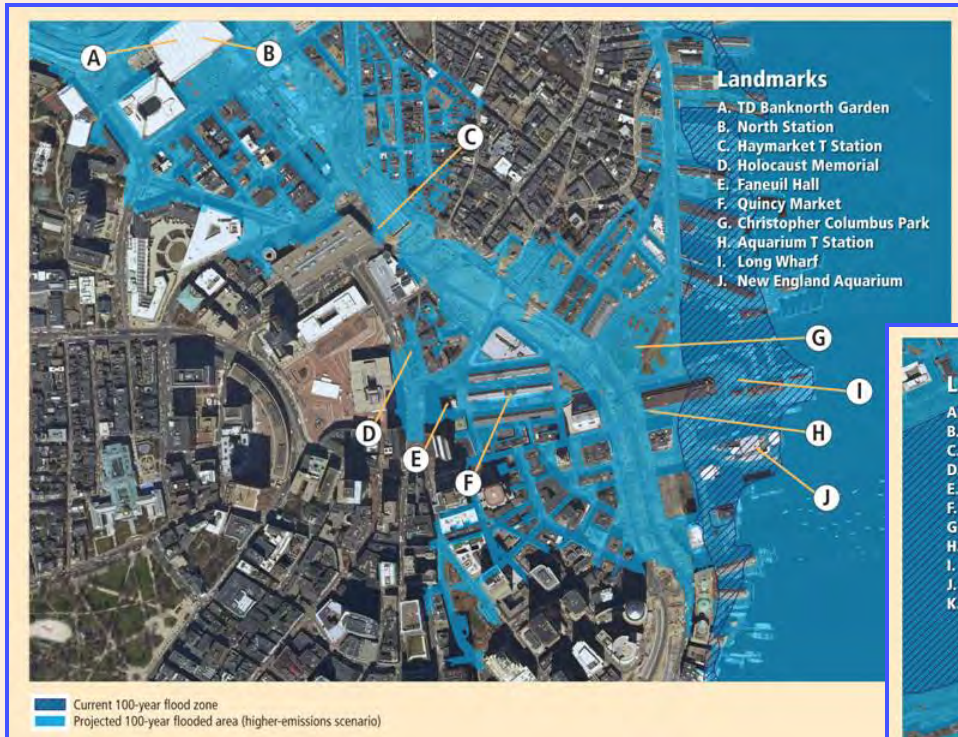 A
B
C
D
E
F
G
H
I
J
Landmarks
A. TD Banknorth Garden
B. North Station
C. Haymarket T Station
D. Holocaust Memorial
E. Faneuil Hall
F. Quincy Market
G. Christopher Columbus Park
H. Aquarium T Station
I. Long Wharf
J. New England Aquarium
Current 100-year flood zone
Projected 100-year flooded area (higher-emissions scenario)
L
A
B.
C.
D.
E.
F.
G
H.
I.
J.
K.